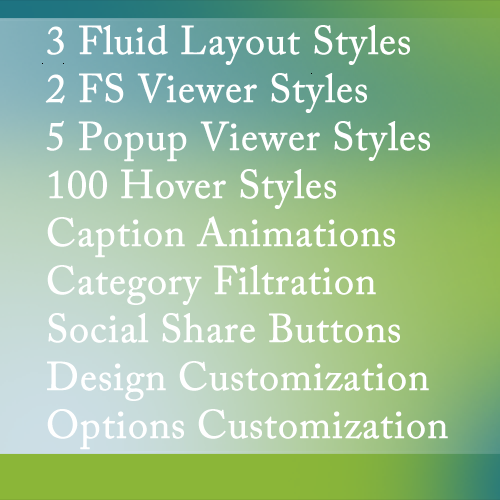 3 Fluid Layout Styles
2 FS Viewer Styles
5 Popup Viewer Styles
100 Hover Styles
Caption Animations
Category Filtration
Social Share Buttons
Design Customization
Options Customization